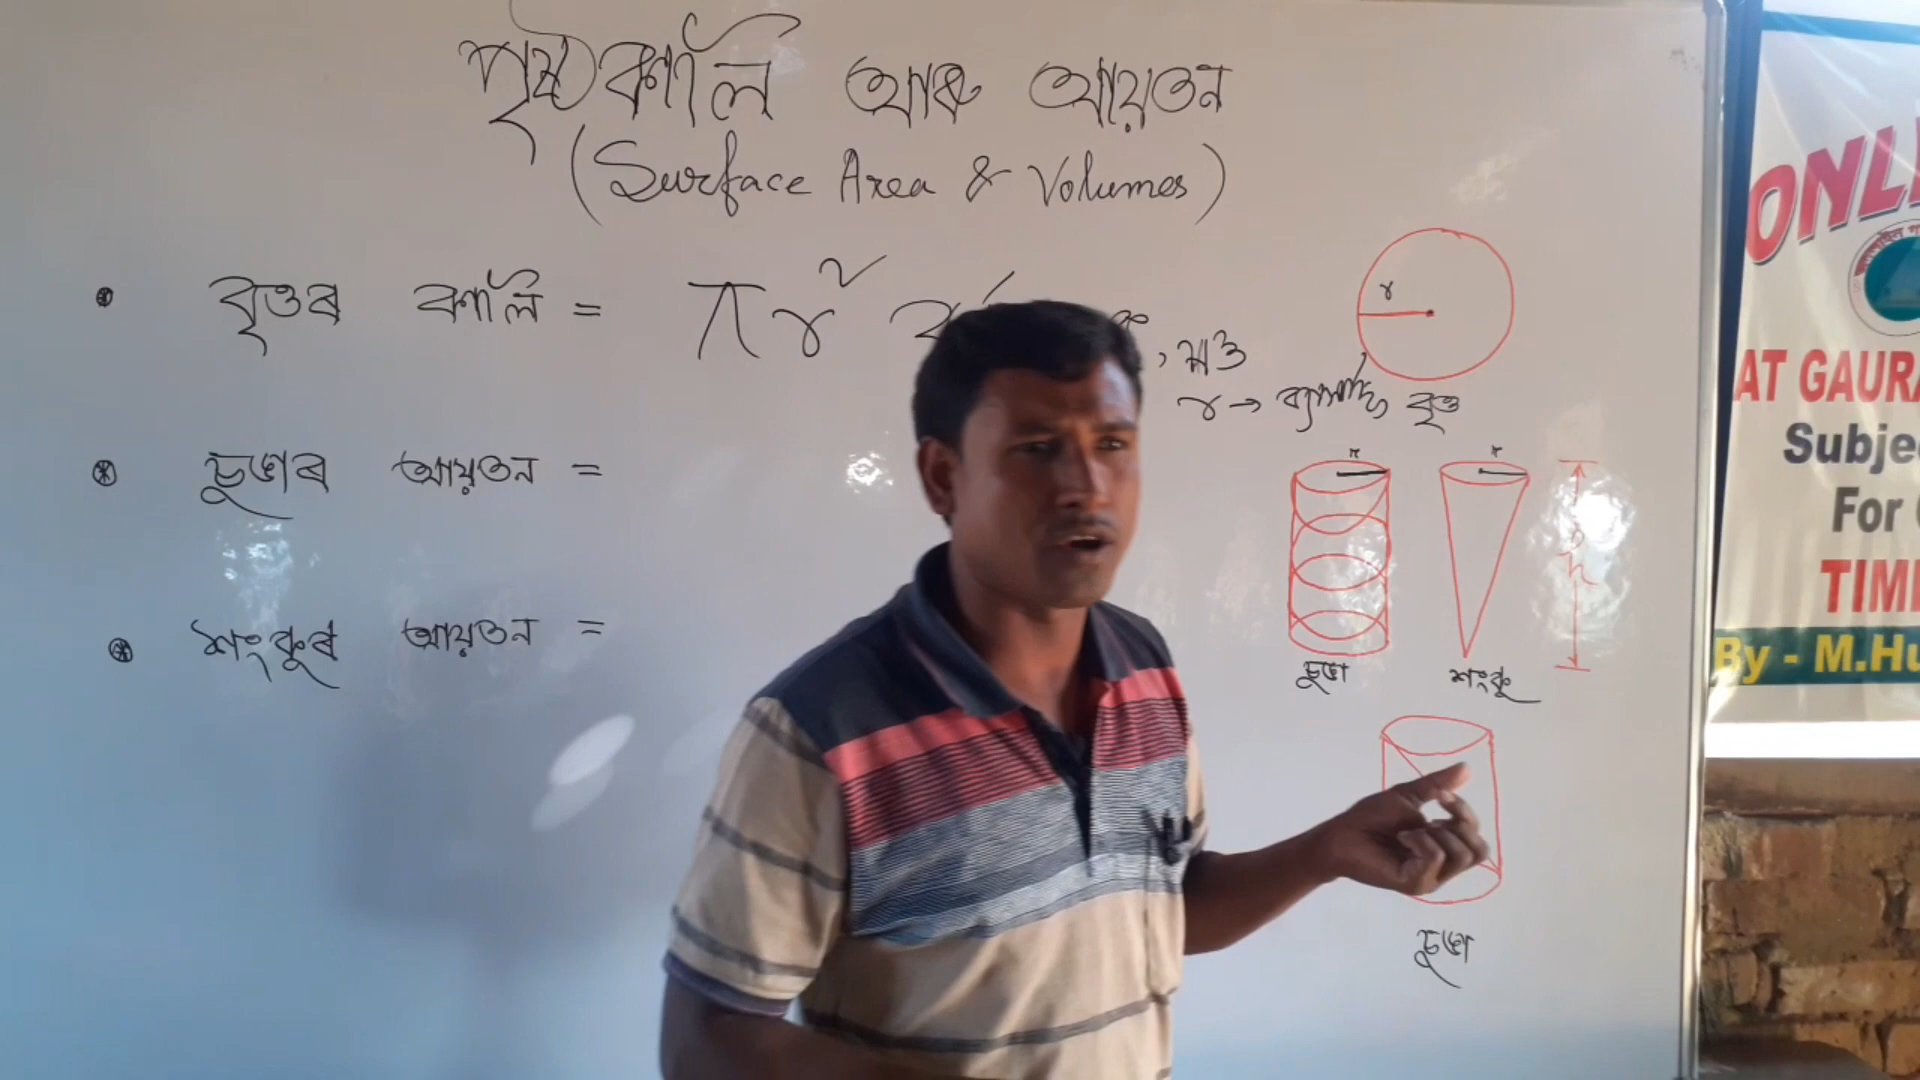 পৃষ্ঠকালি আৰু আয়তন
(Surface Area & Volumes)
বৃত্তৰ কালি = πr²
, য'ত
r → ব্যাসাৰ্দ্ধ বৃত্ত
r
চুঙাৰ আয়তন =
শংকুৰ আয়তন =
r
r
h
চুঙা
শংকু
চুঙা
ONLI
AT GAURA
Subje
For
TIM
By - M.Hu